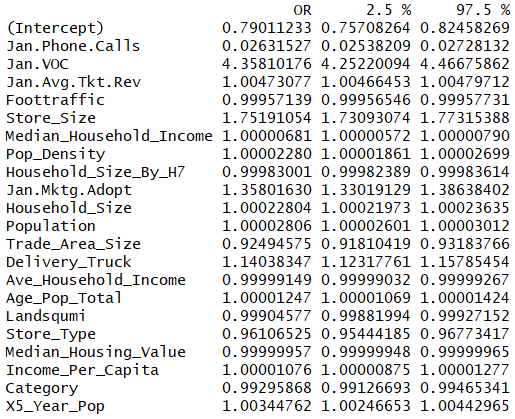 OR 2.5 % 97.5 %
(Intercept) 0.79011233 0.75708264 0.82458269
Jan.Phone.Calls 0.02631527 0.02538209 0.02728132
Jan.VOC 4.35810176 4.25220094 4.46675862
Jan.Avg.Tkt.Rev 1.00473077 1.00466453 1.00479712
Foottraffic 0.99957139 0.99956546 0.99957731
Store_Size 1.75191054 1.73093074 1.77315388
Median_Household_Income 1.00000681 1.00000572 1.00000790
Pop_Density 1.00002280 1.00001861 1.00002699
Household_Size_By_H7 0.99983001 0.99982389 0.99983614
Jan.Mktg.Adopt 1.35801630 1.33019129 1.38638402
Household_Size 1.00022804 1.00021973 1.00023635
Population 1.00002806 1.00002601 1.00003012
Trade_Area_Size 0.92494575 0.91810419 0.93183766
Delivery_Truck 1.14038347 1.12317761 1.15785454
Ave_Household_Income 0.99999149 0.99999032 0.99999267
Age_Pop_Total 1.00001247 1.00001069 1.00001424
Landsqumi 0.99904577 0.99881994 0.99927152
Store_Type 0.96106525 0.95444185 0.96773417
Median_Housing_Value 0.99999957 0.99999948 0.99999965
Income_Per_Capita 1.00001076 1.00000875 1.00001277
Category 0.99295868 0.99126693 0.99465341
X5_Year_Pop 1.00344762 1.00246653 1.00442965